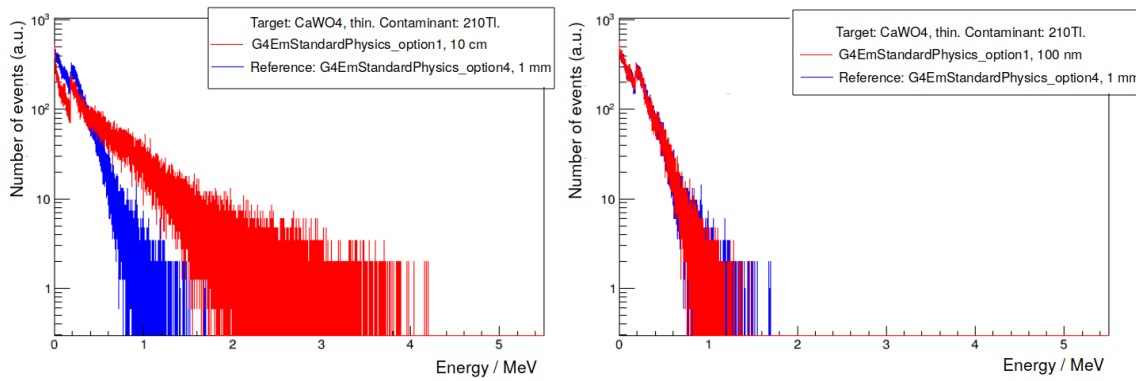 Target: CaWO4, thin. Contaminant: 210Tl.
G4EmStandardPhysics_option1, 10 cm
Reference: G4EmStandardPhysics_option4, 1 mm
Number of events (a.u.)
10³
10²
10
1
0 1 2 3 4 5
Energy / MeV
Target: CaWO4, thin. Contaminant: 210Tl.
G4EmStandardPhysics_option1, 100 nm
Reference: G4EmStandardPhysics_option4, 1 mm
Number of events (a.u.)
10³
10²
10
1
0 1 2 3 4 5
Energy / MeV